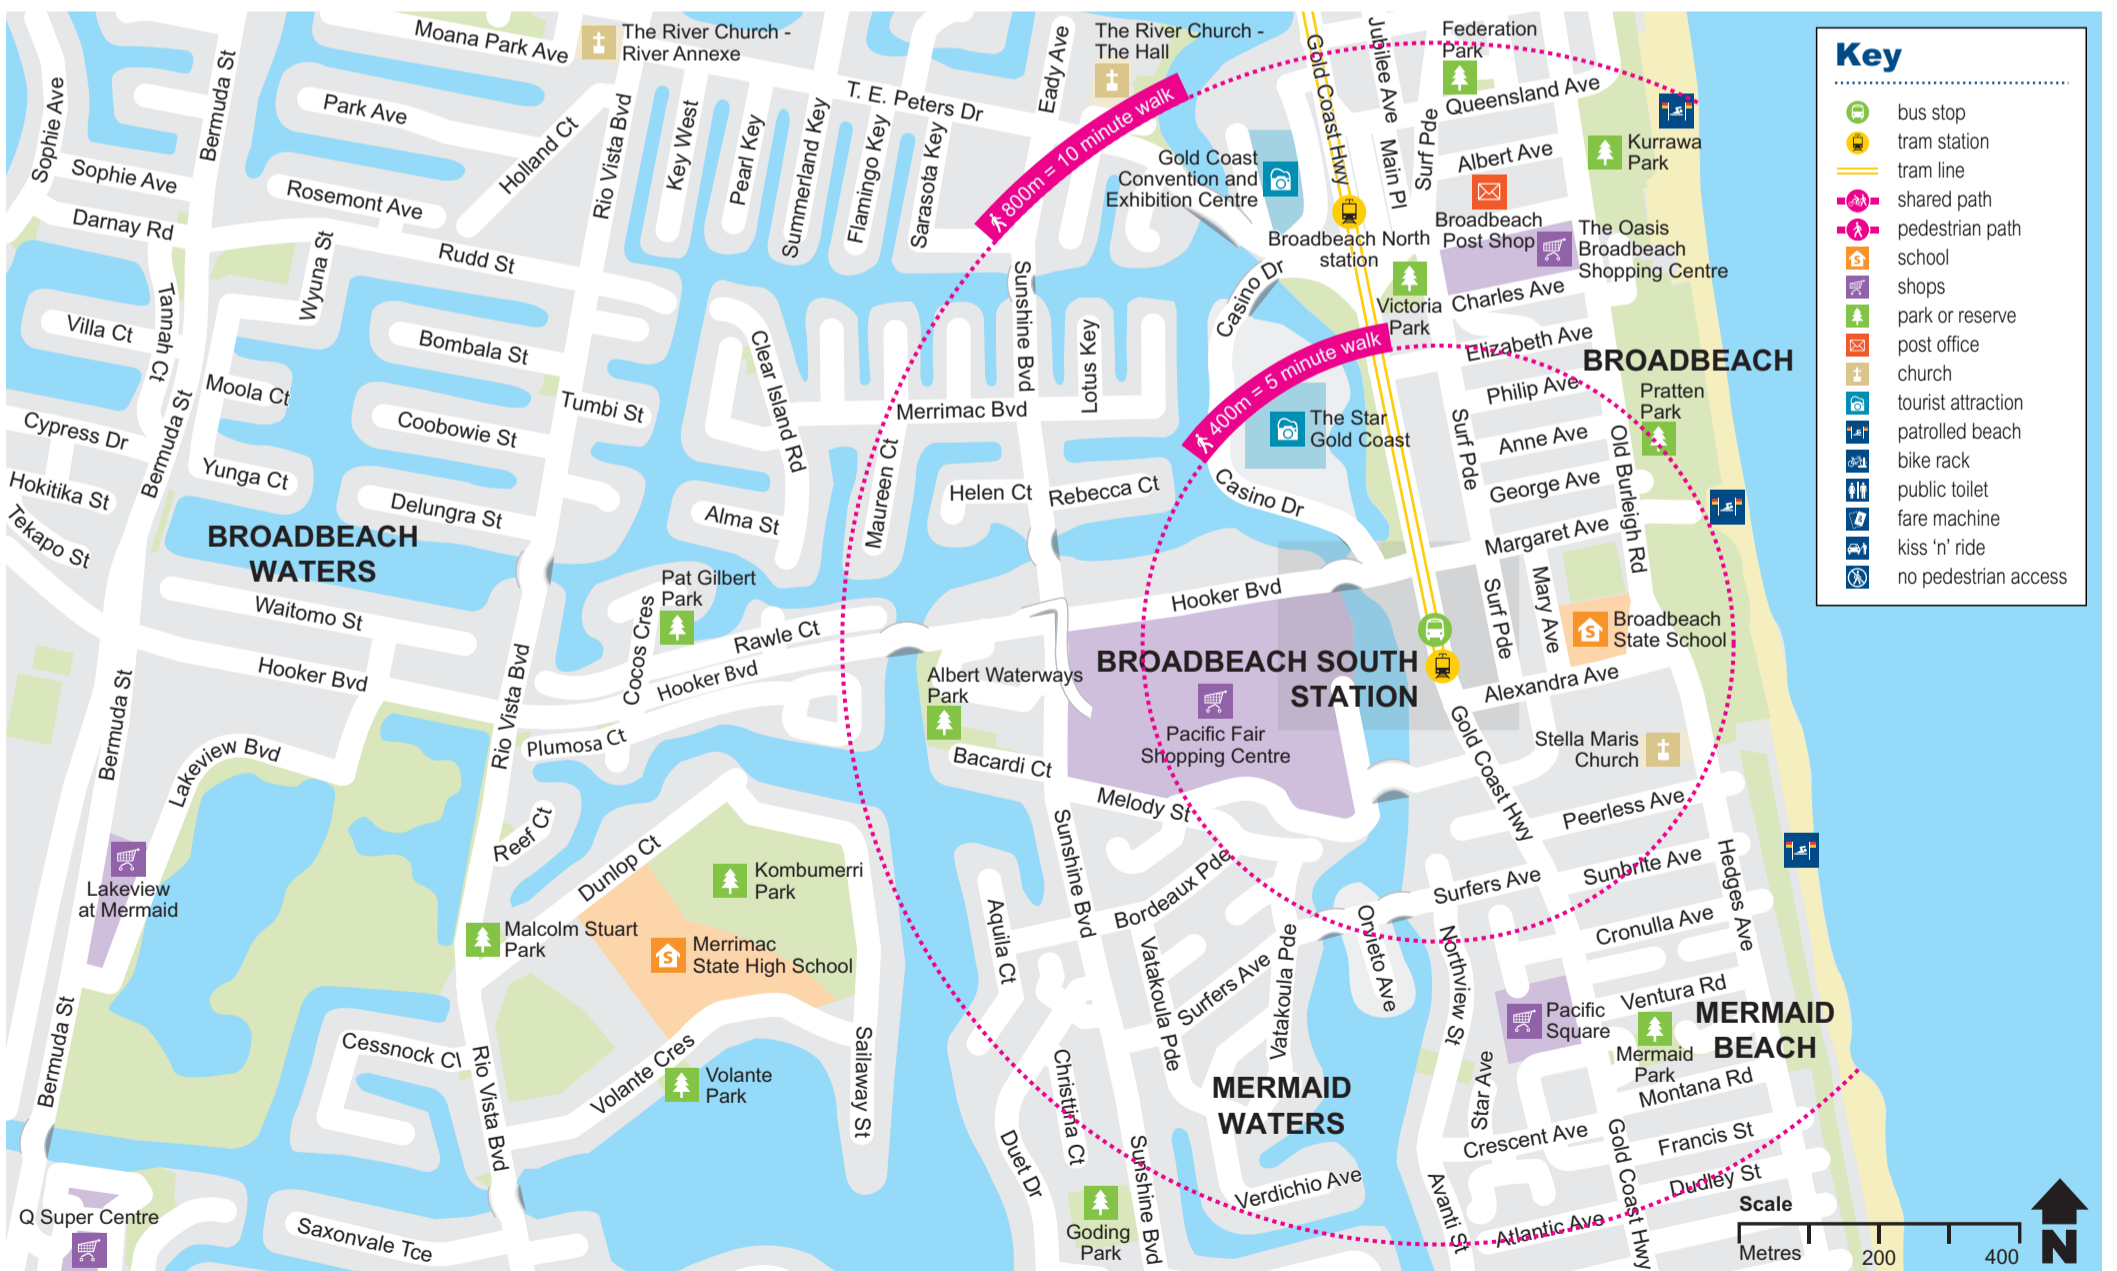 Moana Park Ave
The River Church -
River Annexe
Eady Ave
The River Church -
The Hall
Gold Coast Hwy
Jubilee Ave
Federation
Park
Sophie Ave
Bermuda St
Park Ave
Holland Ct
Rio Vista Bvd
Key West
Pearl Key
Summerland Key
Flamingo Key
Sarasota Key
T. E. Peters Dr
800m = 10 minute walk
Gold Coast
Convention and
Exhibition Centre
Main Pl
Surf Pde
Queensland Ave
Albert Ave
Kurrawa
Park
Broadbeach
Post Shop
The Oasis
Broadbeach
Shopping Centre
Sophie Ave
Darnay Rd
Rosemont Ave
Rudd St
Wyuna St
Broadbeach North
station
Casino Dr
Victoria
Park
Charles Ave
Tannah Ct
Villa Ct
Bombala St
Clear Island Rd
Sunshine Bvd
Lotus Key
400m = 5 minute walk
Elizabeth Ave
BROADBEACH
Moola Ct
Tumbi St
Merrimac Bvd
The Star
Gold Coast
Philip Ave
Pratten
Park
Cypress Dr
Bermuda St
Coobowie St
Maureen Ct
Surf Pde
Anne Ave
Old Burleigh Rd
Hokitika St
Yunga Ct
Delungra St
Alma St
Helen Ct
Rebecca Ct
Casino Dr
George Ave
Tekapo St
BROADBEACH
WATERS
Margaret Ave
Waitomo St
Pat Gilbert
Park
Cocos Cres
Rawle Ct
Hooker Bvd
Surf Pde
Mary Ave
Broadbeach
State School
Bermuda St
Hooker Bvd
Rio Vista Bvd
Hooker Bvd
Albert Waterways
Park
BROADBEACH SOUTH
STATION
Alexandra Ave
Lakeview Bvd
Plumosa Ct
Bacardi Ct
Pacific Fair
Shopping Centre
Gold Coast Hwy
Stella Maris
Church
Melody St
Peerless Ave
Reef Ct
Dunlop Ct
Sunshine Bvd
Lakeview
at Mermaid
Kombumerri
Park
Bordeaux Pde
Surfers Ave
Sunbrite Ave
Hedges Ave
Malcolm Stuart
Park
Merrimac
State High School
Aquila Ct
Vatakoula Pde
Surfers Ave
Vatakoula Pde
Orvieto Ave
Northview St
Cronulla Ave
Ventura Rd
Pacific
Square
MERMAID
BEACH
Mermaid
Park
Bermuda St
Cessnock Cl
Rio Vista Bvd
Volante Cres
Volante
Park
Sailaway St
Christtina Ct
MERMAID
WATERS
Star Ave
Montana Rd
Crescent Ave
Francis St
Duet Dr
Sunshine Bvd
Verdichio Ave
Avanti St
Gold Coast Hwy
Dudley St
Atlantic Ave
Q Super Centre
Saxonvale Tce
Goding
Park
Key
bus stop
tram station
tram line
shared path
pedestrian path
school
shops
park or reserve
post office
church
tourist attraction
patrolled beach
bike rack
public toilet
fare machine
kiss 'n' ride
no pedestrian access
Scale
Metres
200
400
N